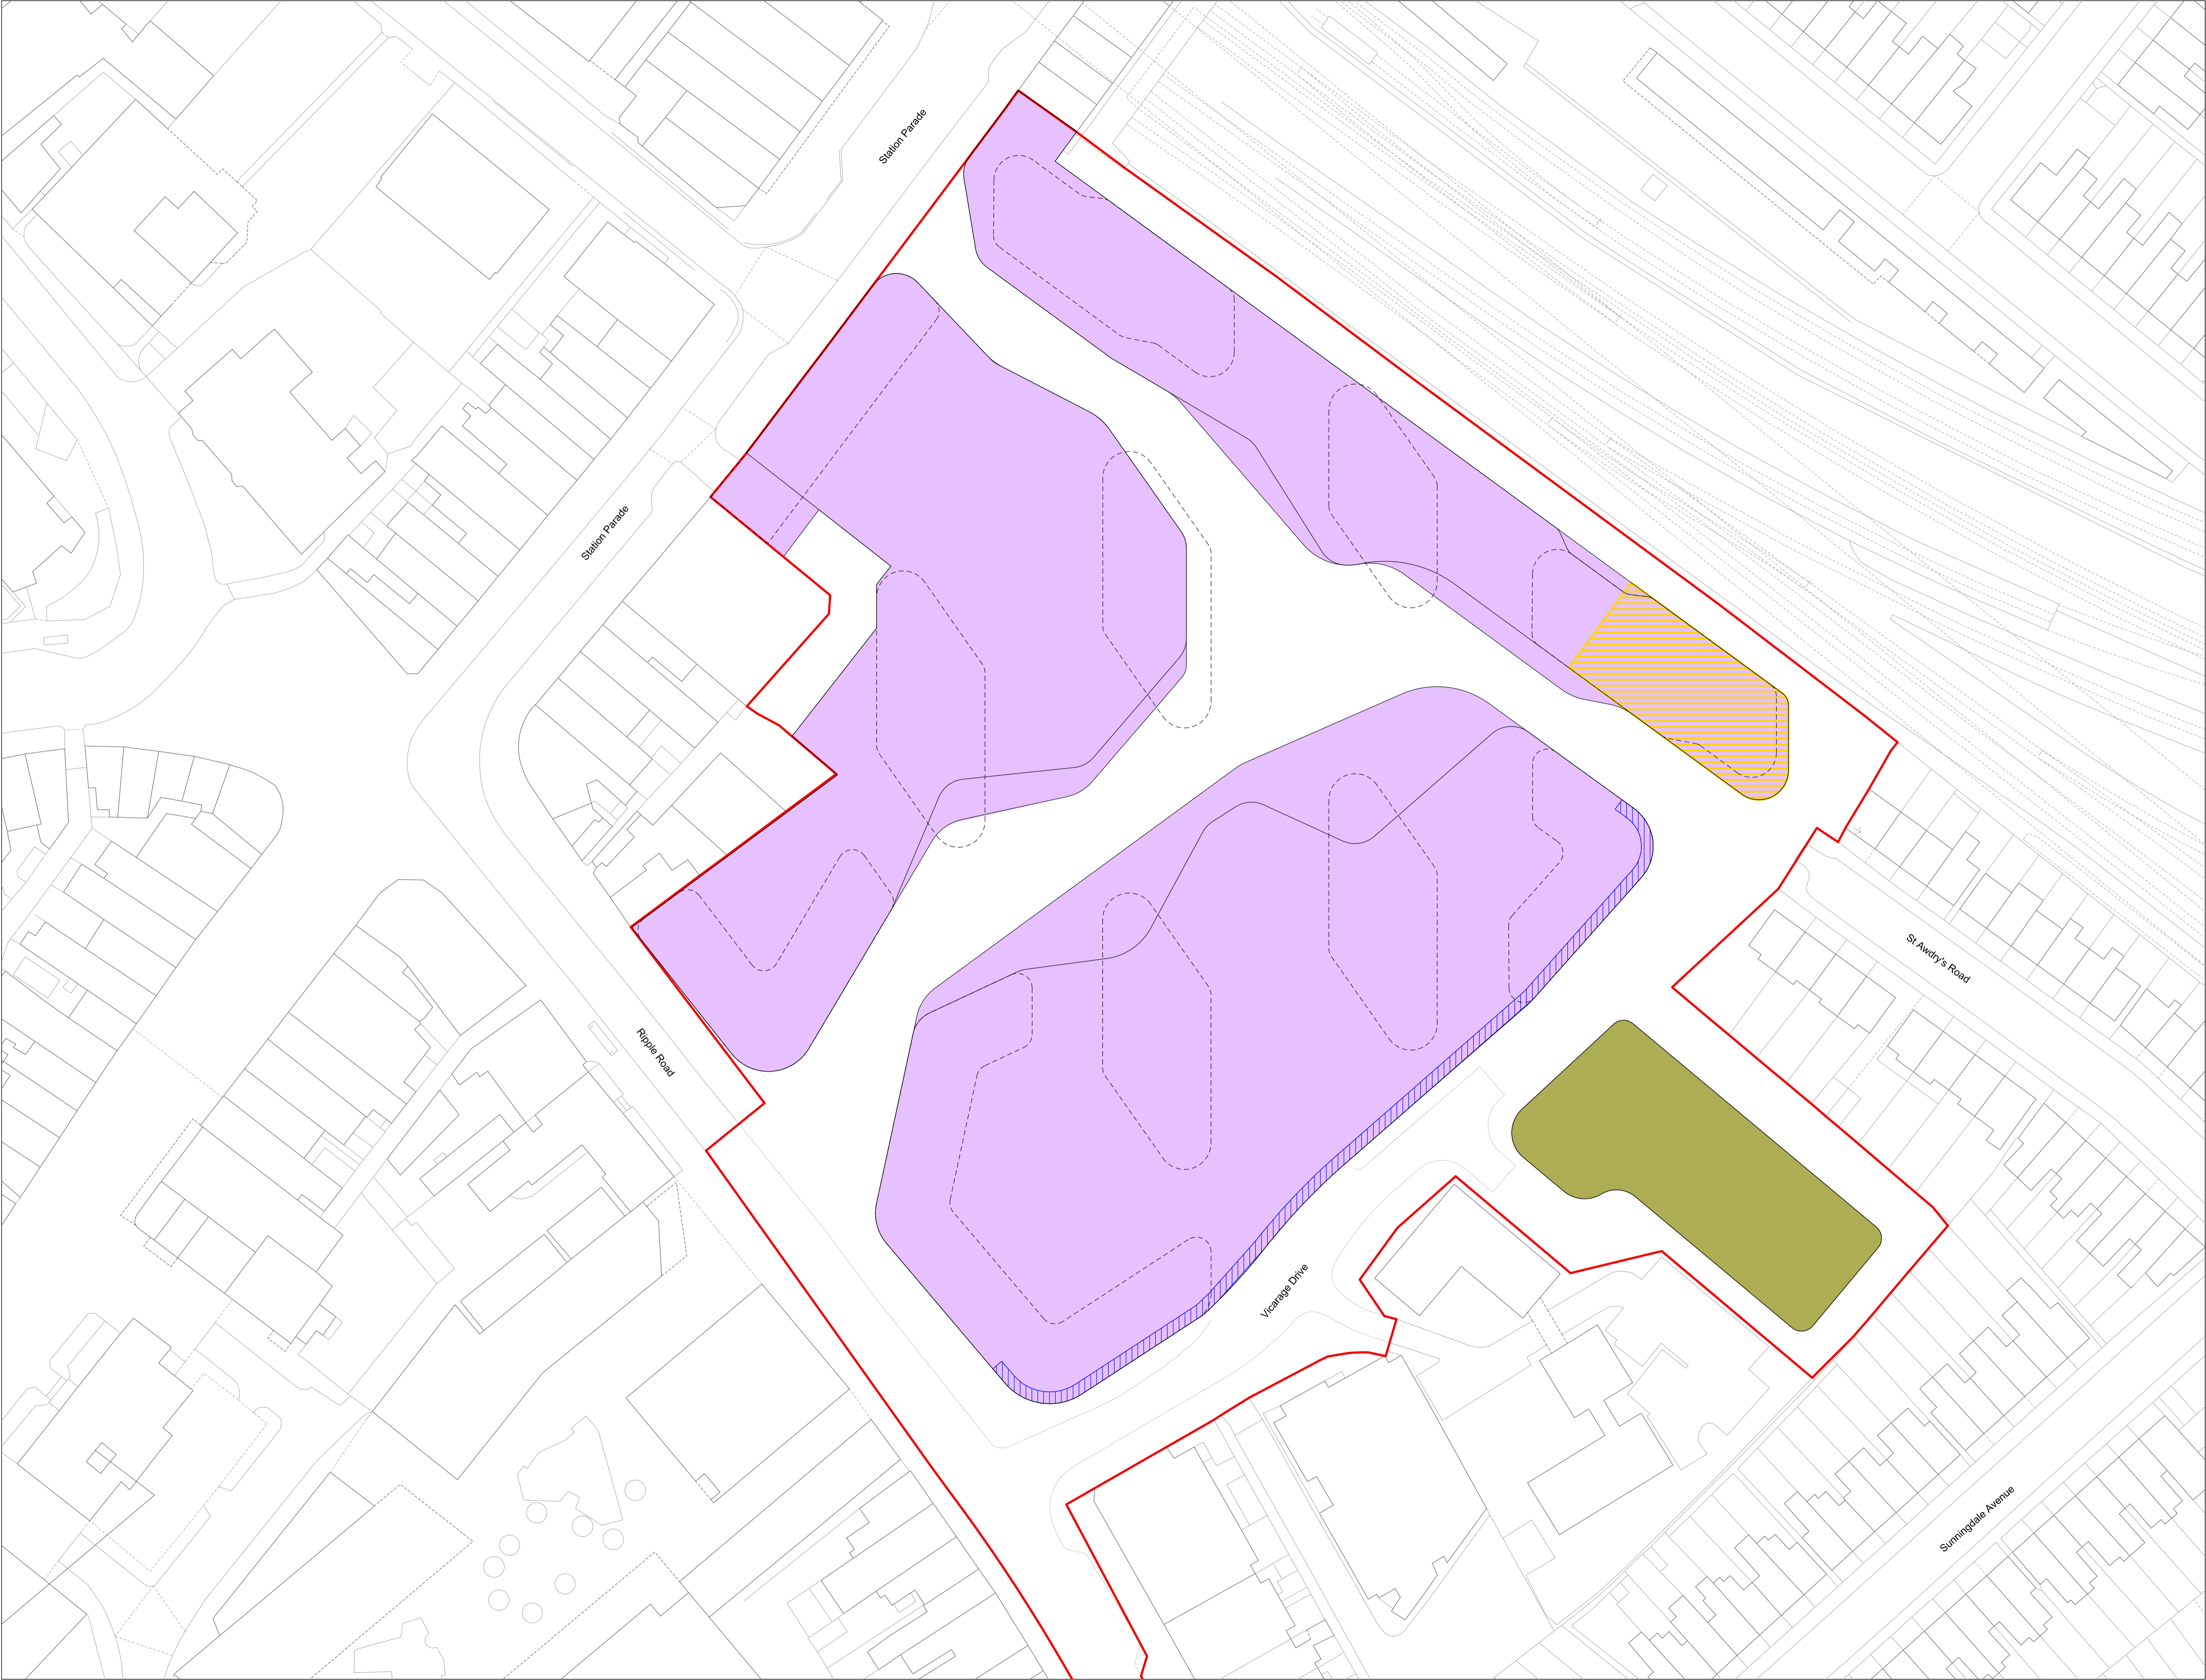 Station Parade
Station Parade
St Awdry's Road
Ripple Road
Vicarage Drive
Sunningdale Avenue